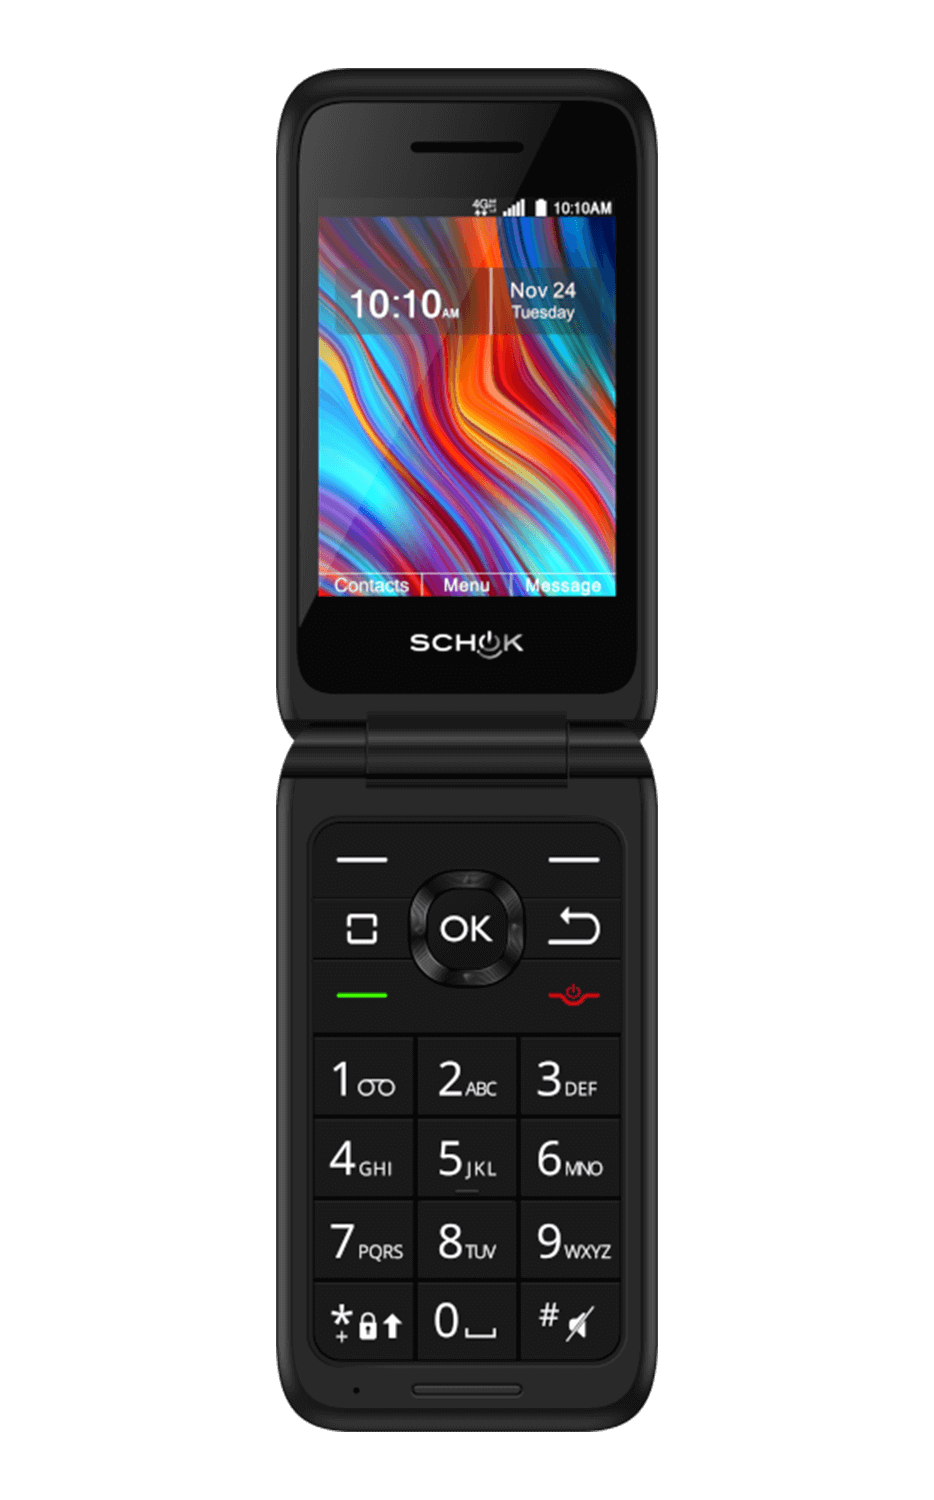 4G 10:10AM
10:10AM Nov 24
Tuesday
Contacts Menu Message
SCHOK
OK
1 2ABC 3DEF
4GHI 5JKL 6MNO
7PQRS 8TUV 9WXYZ
*+ 0 #